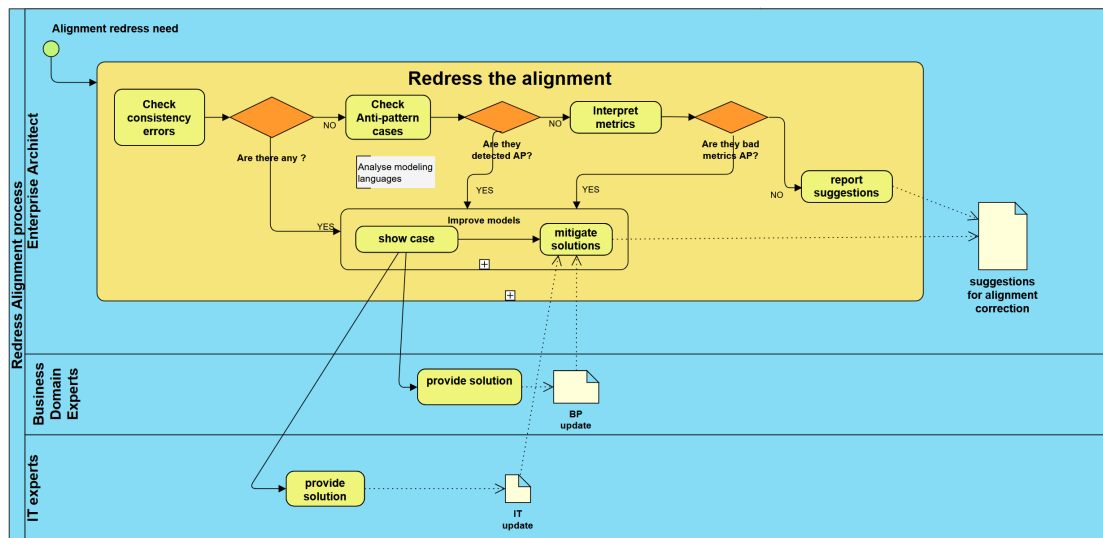 Redress Alignment process
Enterprise Architect
Alignment redress need
Redress the alignment
Check
consistency
errors
Are there any ?
NO
Check
Anti-pattern
cases
Analyse modeling
languages
Are they
detected AP?
NO
Interpret
metrics
Are they bad
metrics AP?
YES
YES
NO
report
suggestions
YES
Improve models
show case
mitigate
solutions
suggestions
for alignment
correction
Business
Domain
Experts
provide solution
BP
update
IT experts
provide
solution
IT
update